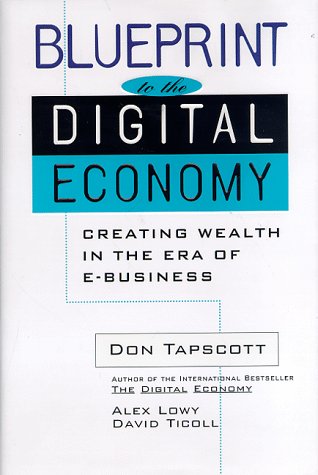 BLUEPRINT
to the
DIGITAL
ECONOMY
CREATING WEALTH
IN THE ERA OF
E-BUSINESS
DON TAPSCOTT
AUTHOR OF THE INTERNATIONAL BESTSELLER
THE DIGITAL ECONOMY
ALEX LOWY
DAVID TICOLL